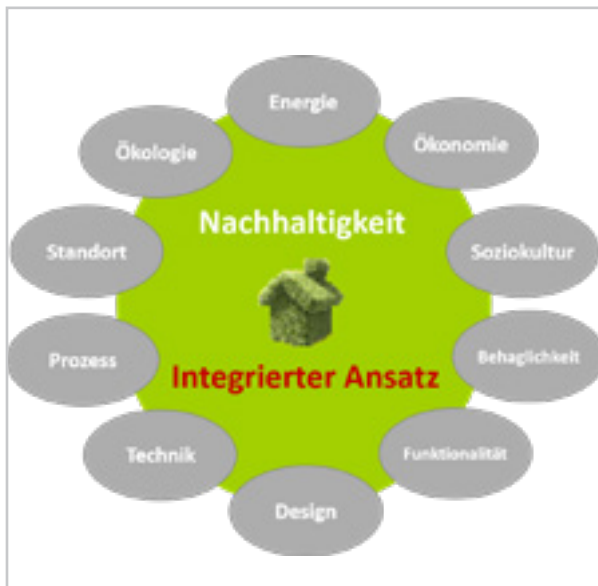 Energie
Ökologie
Ökonomie
Nachhaltigkeit
Standort
Soziokultur
Prozess
Behaglichkeit
Integrierter Ansatz
Technik
Funktionalität
Design